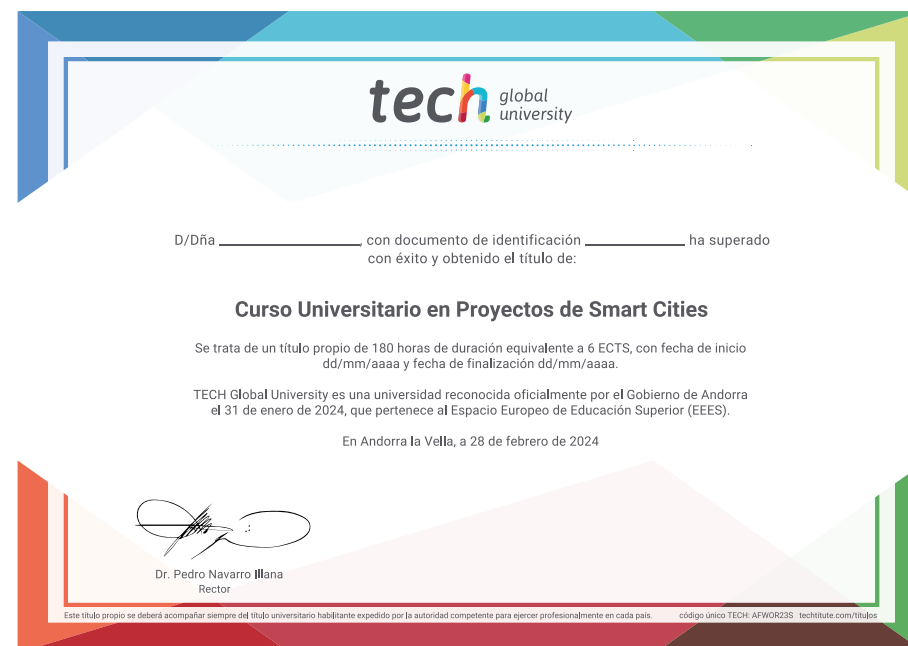 tech global university
D/Dña ____________________, con documento de identificación ______________ ha superado
con éxito y obtenido el título de:
Curso Universitario en Proyectos de Smart Cities
Se trata de un título propio de 180 horas de duración equivalente a 6 ECTS, con fecha de inicio
dd/mm/aaaa y fecha de finalización dd/mm/aaaa.
TECH Global University es una universidad reconocida oficialmente por el Gobierno de Andorra
el 31 de enero de 2024, que pertenece al Espacio Europeo de Educación Superior (EEES).
En Andorra la Vella, a 28 de febrero de 2024
Dr. Pedro Navarro Illana
Rector
Este título propio se deberá acompañar siempre del título universitario habilitante expedido por la autoridad competente para ejercer profesionalmente en cada país. código único TECH: AFWOR23S techtitute.com/titulos